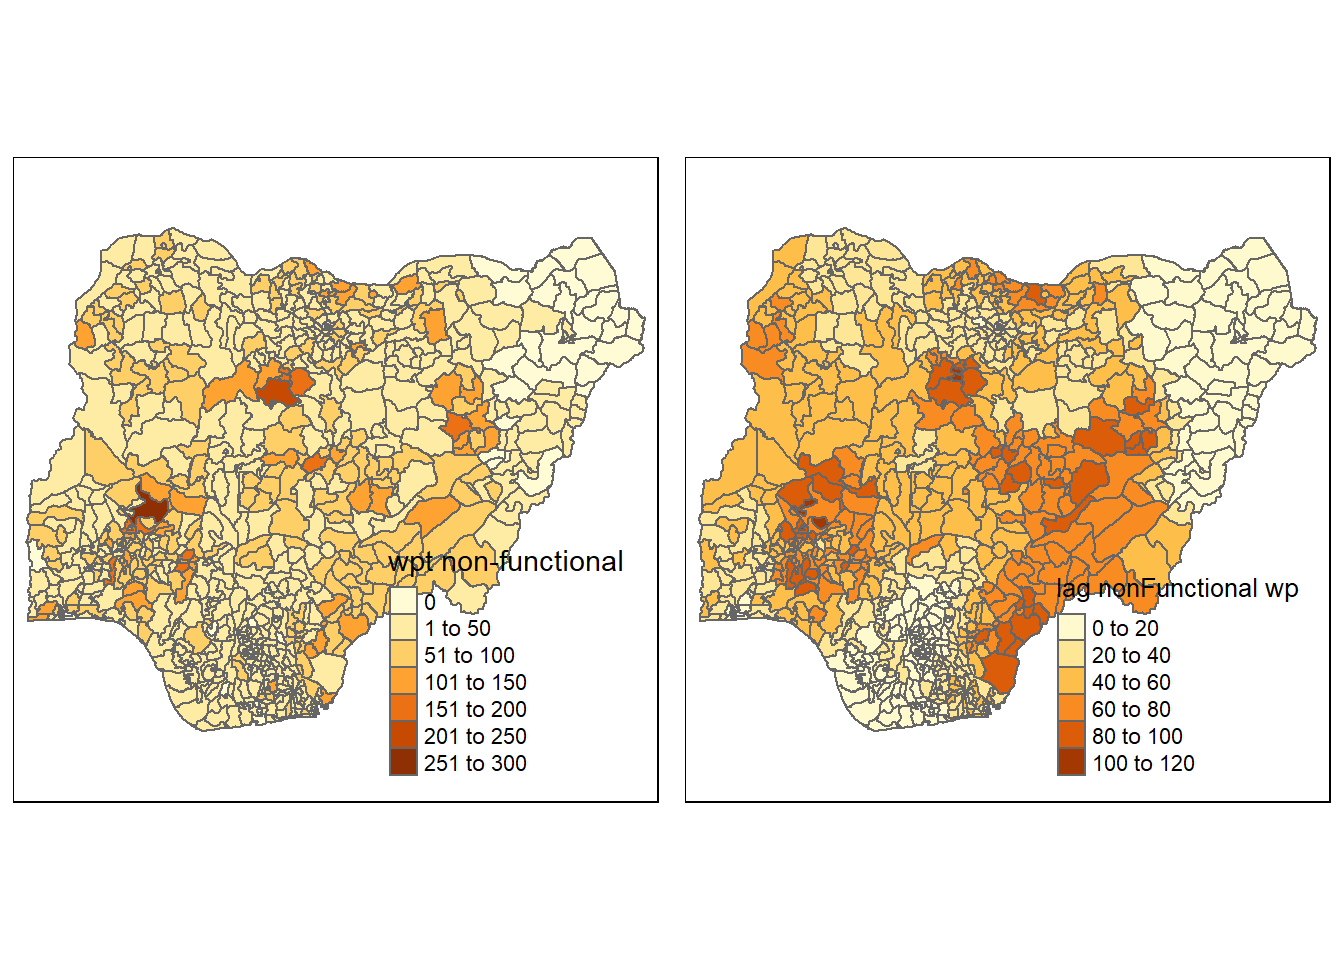 wpt non-functional
0
1 to 50
51 to 100
101 to 150
151 to 200
201 to 250
251 to 300
lag nonFunctional wp
0 to 20
20 to 40
40 to 60
60 to 80
80 to 100
100 to 120